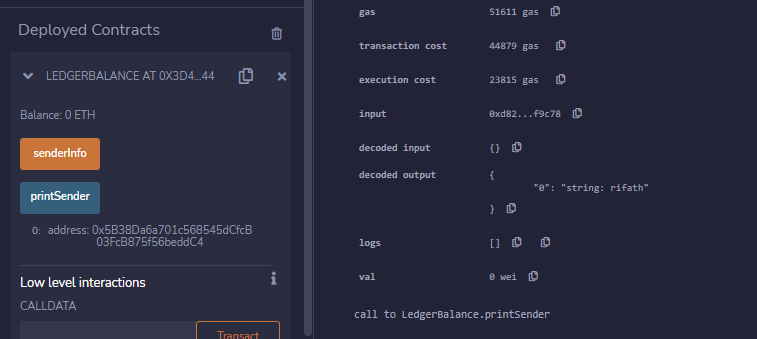 Deployed Contracts
LEDGERBALANCE AT 0X3D4...44
Balance: 0 ETH
senderInfo
printSender
0: address: 0x5B38Da6a701c568545dCfcB
03FcB875f56beddC4
Low level interactions
CALLDATA
Transact
gas 51611 gas
transaction cost 44879 gas
execution cost 23815 gas
input 0xd82...f9c78
decoded input {}
decoded output {
"0": "string: rifath"
}
logs []
val 0 wei
call to LedgerBalance.printSender